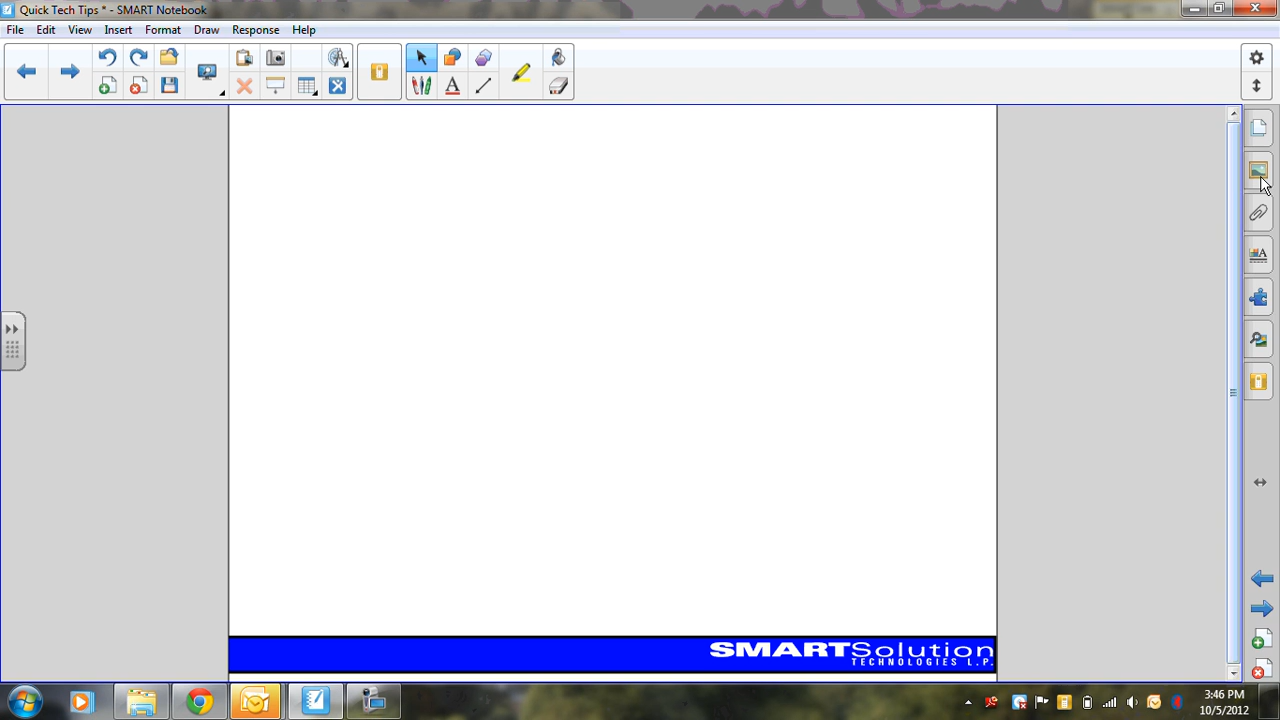 Quick Tech Tips * - SMART Notebook
File Edit View Insert Format Draw Response Help
SMARTSolution
TECHNOLOGIES L.P.
3:46 PM
10/5/2012